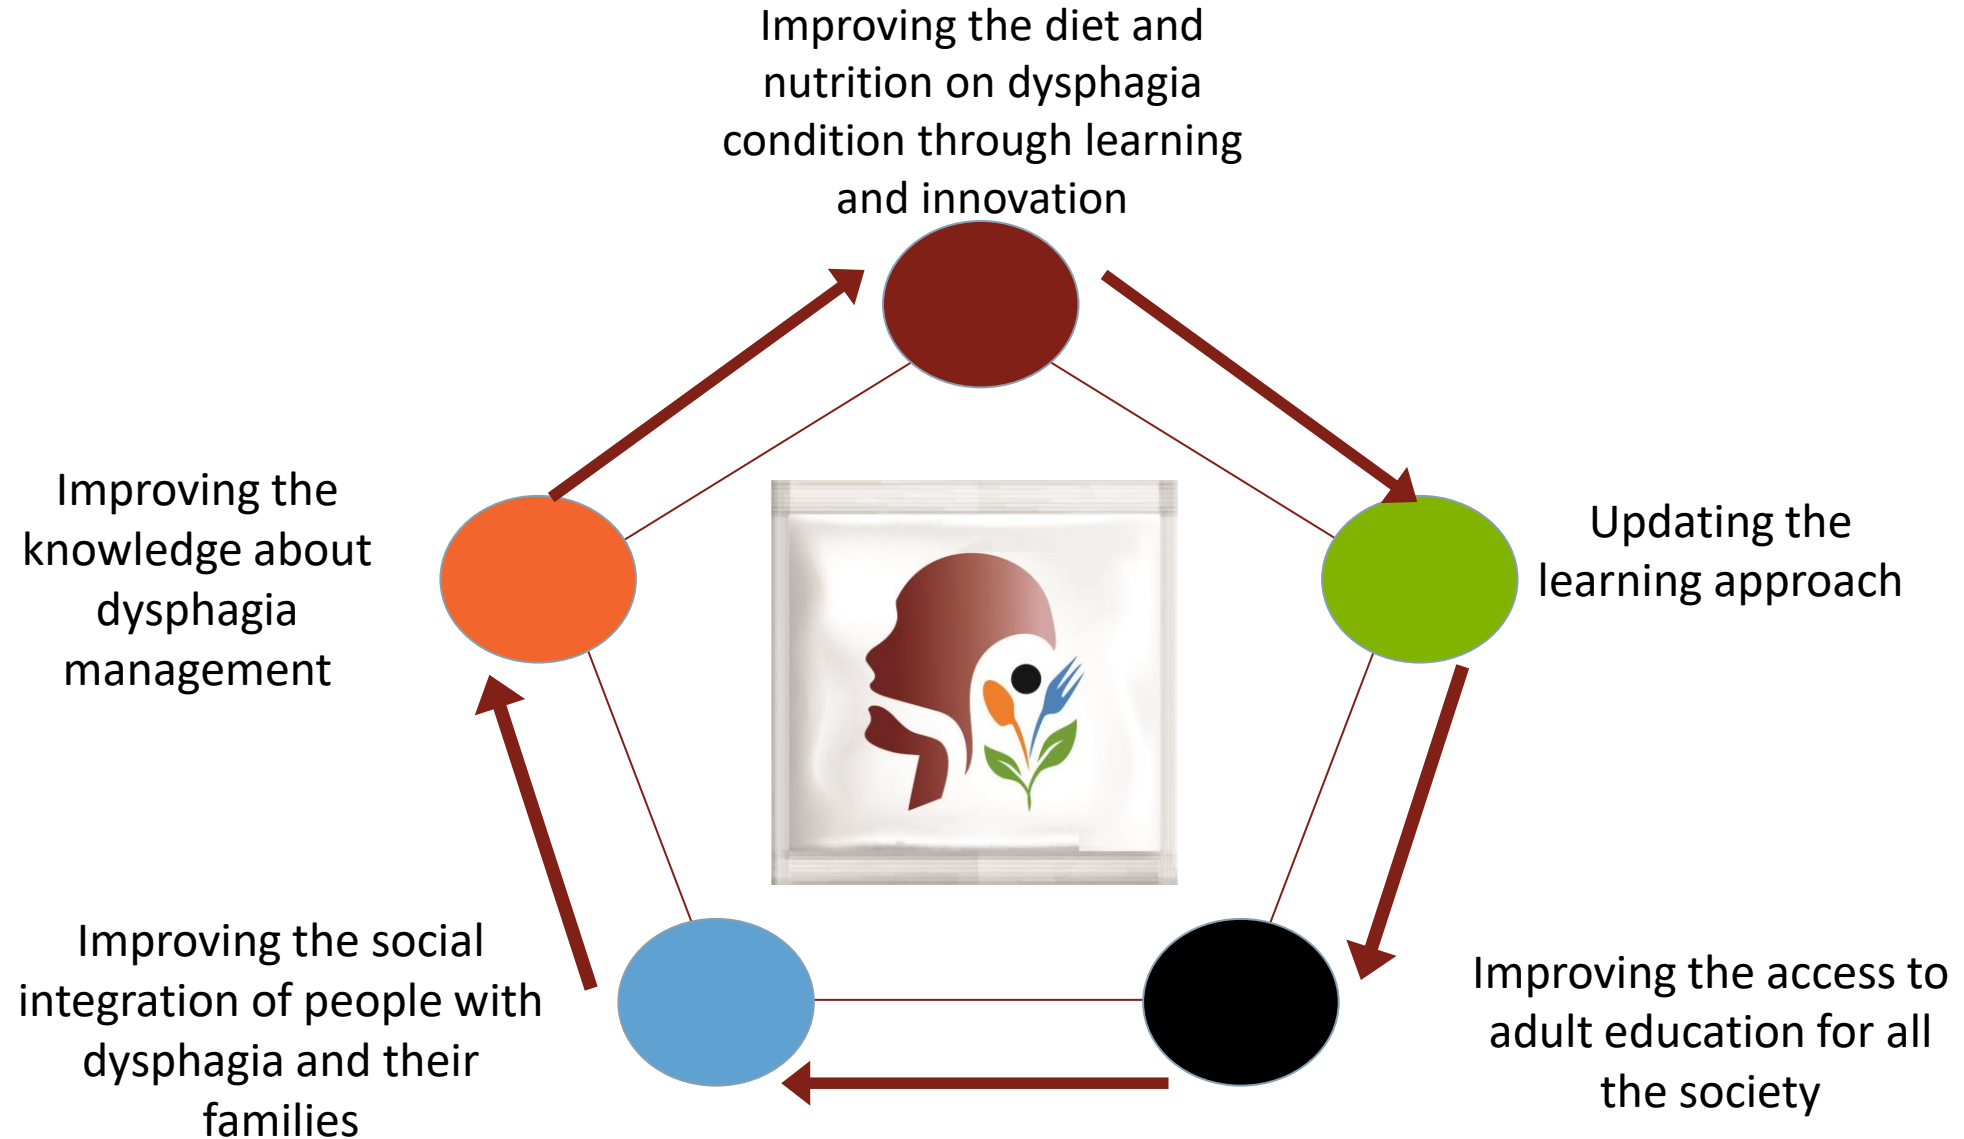 Improving the diet and
nutrition on dysphagia
condition through learning
and innovation
Improving the
knowledge about
dysphagia
management
Updating the
learning approach
Improving the social
integration of people with
dysphagia and their
families
Improving the access to
adult education for all
the society